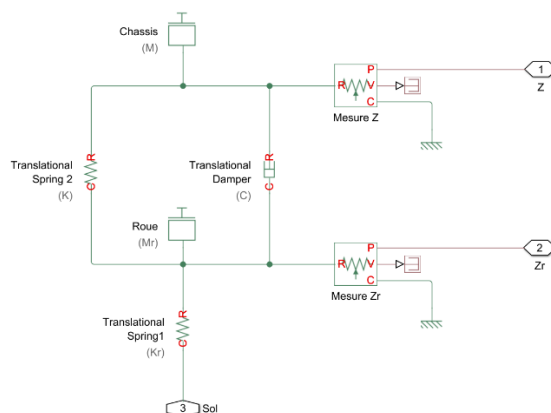 Chassis
(M)
R
P
V
C
1
Z
Mesure Z
Translational
Spring 2
(K)
R
C
Translational
Damper
(C)
R
C
Roue
(Mr)
R
P
V
C
2
Zr
Mesure Zr
Translational
Spring1
(Kr)
R
C
3
Sol